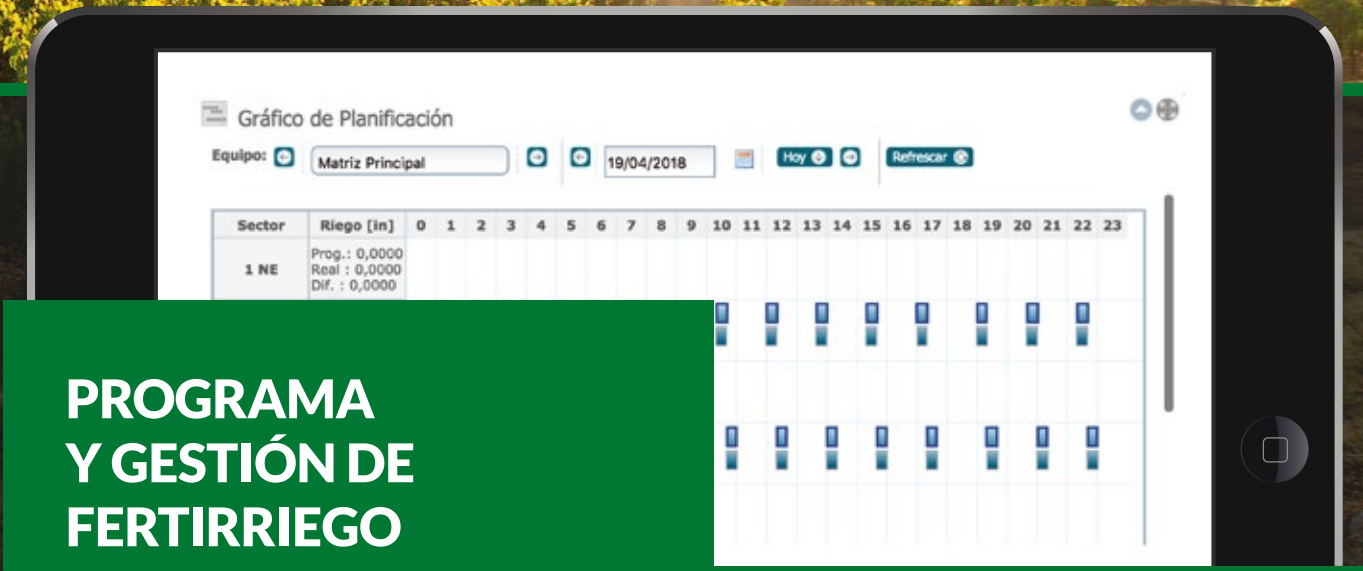 Gráfico de Planificación
Equipo: Matriz Principal 19/04/2018 Hoy Refrescar
Sector Riego [in] 0 1 2 3 4 5 6 7 8 9 10 11 12 13 14 15 16 17 18 19 20 21 22 23
Prog.: 0,0000
1 NE Real : 0,0000
Dif. : 0,0000
PROGRAMA
Y GESTIÓN DE
FERTIRRIEGO